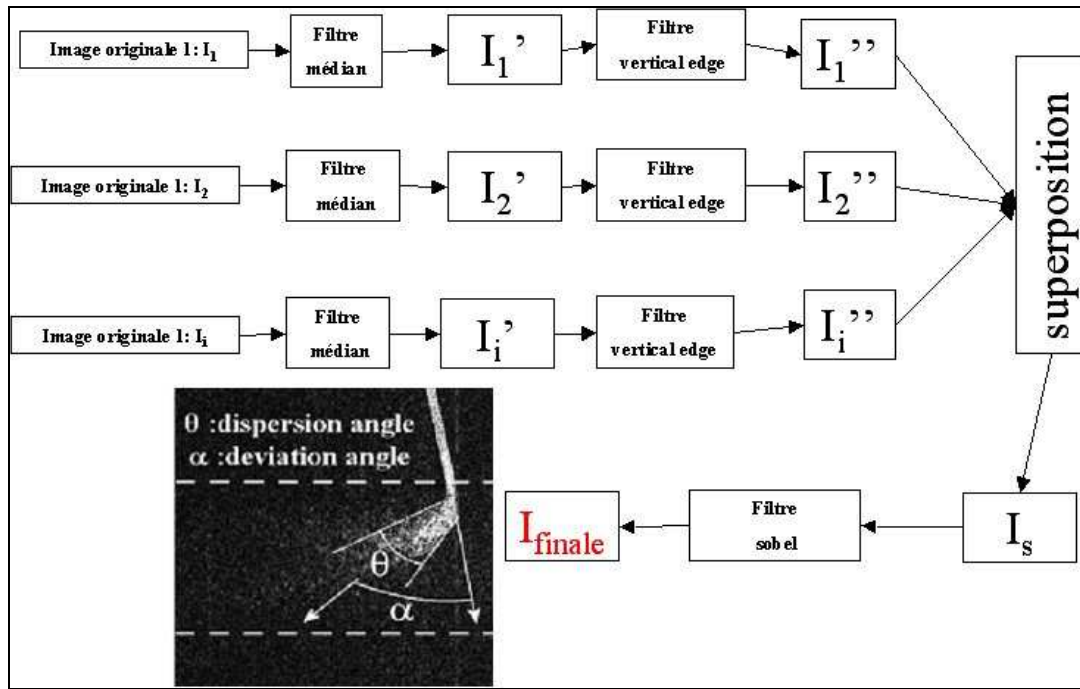 Image originale 1: I₁
Filtre
médian
I₁’
Filtre
vertical edge
I₁’’
Image originale 1: I₂
Filtre
médian
I₂’
Filtre
vertical edge
I₂’’
Image originale 1: Iᵢ
Filtre
médian
Iᵢ’
Filtre
vertical edge
Iᵢ’’
superposition
θ :dispersion angle
α :deviation angle
θ
α
I finale
Filtre
sobel
Iₛ